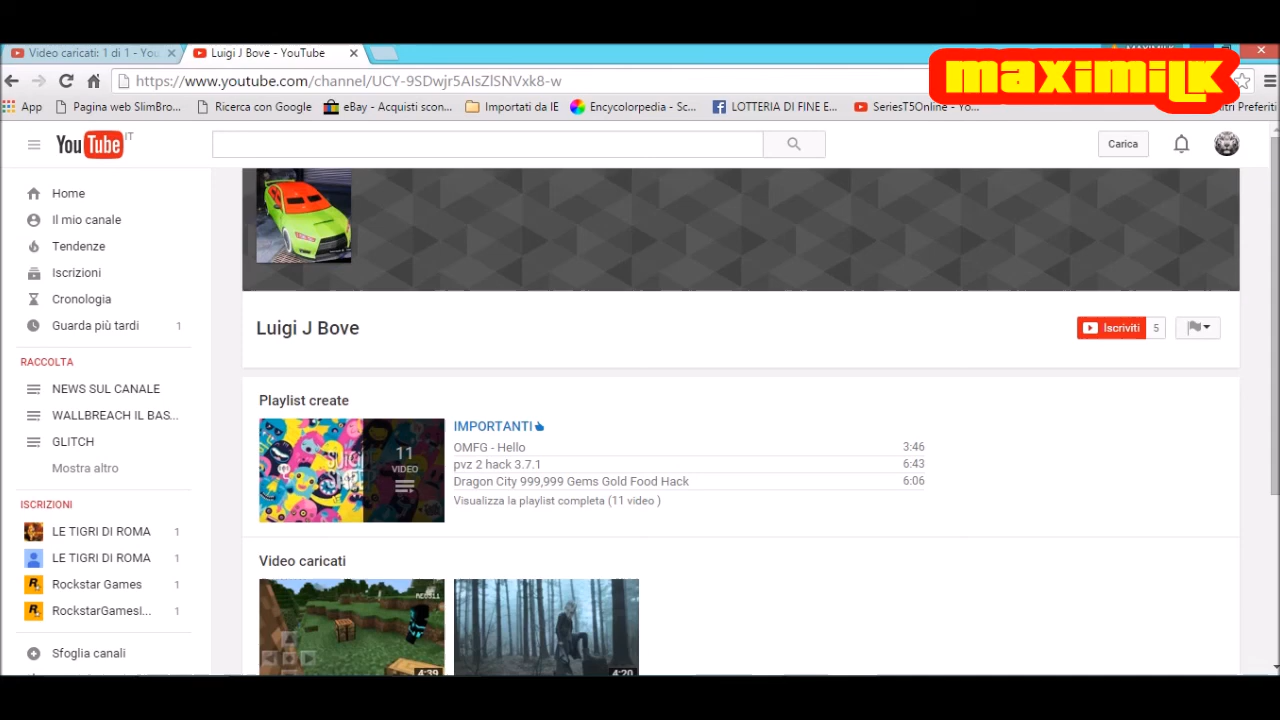 Video caricati: 1 di 1 - You
Luigi J Bove - YouTube
MAXIMILK
https://www.youtube.com/channel/UCY-9SDwjr5AIsZlSNVxk8-w
App
Pagina web SlimBro...
Ricerca con Google
eBay - Acquisti scon...
Importati da IE
Encycolorpedia - Sc...
LOTTERIA DI FINE E...
SeriesT5Online - Yo...
ltri Preferiti
YouTube IT
Carica
Home
Il mio canale
Tendenze
Iscrizioni
Cronologia
Guarda più tardi 1
RACCOLTA
NEWS SUL CANALE
WALLBREACH IL BAS...
GLITCH
Mostra altro
ISCRIZIONI
LE TIGRI DI ROMA 1
LE TIGRI DI ROMA 1
Rockstar Games 1
RockstarGamesI... 1
Sfoglia canali
Luigi J Bove
Iscriviti 5
Playlist create
11
VIDEO
IMPORTANTI
OMFG - Hello 3:46
pvz 2 hack 3.7.1 6:43
Dragon City 999,999 Gems Gold Food Hack 6:06
Visualizza la playlist completa (11 video )
Video caricati
4:39
4:20